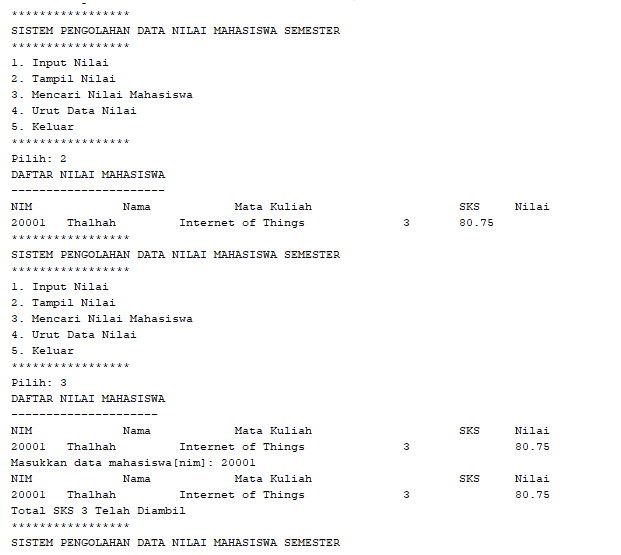 *****************
SISTEM PENGOLAHAN DATA NILAI MAHASISWA SEMESTER
*****************
1. Input Nilai
2. Tampil Nilai
3. Mencari Nilai Mahasiswa
4. Urut Data Nilai
5. Keluar
*****************
Pilih: 2
DAFTAR NILAI MAHASISWA
----------------------
NIM Nama Mata Kuliah SKS Nilai
20001 Thalhah Internet of Things 3 80.75
*****************
SISTEM PENGOLAHAN DATA NILAI MAHASISWA SEMESTER
*****************
1. Input Nilai
2. Tampil Nilai
3. Mencari Nilai Mahasiswa
4. Urut Data Nilai
5. Keluar
*****************
Pilih: 3
DAFTAR NILAI MAHASISWA
---------------------
NIM Nama Mata Kuliah SKS Nilai
20001 Thalhah Internet of Things 3 80.75
Masukkan data mahasiswa[nim]: 20001
NIM Nama Mata Kuliah SKS Nilai
20001 Thalhah Internet of Things 3 80.75
Total SKS 3 Telah Diambil
*****************
SISTEM PENGOLAHAN DATA NILAI MAHASISWA SEMESTER